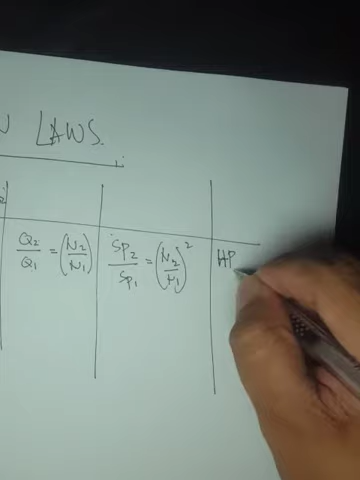 LAWS.
Q₂/Q₁ = (N₂/N₁) SP₂/SP₁ = (N₂/N₁)² HP